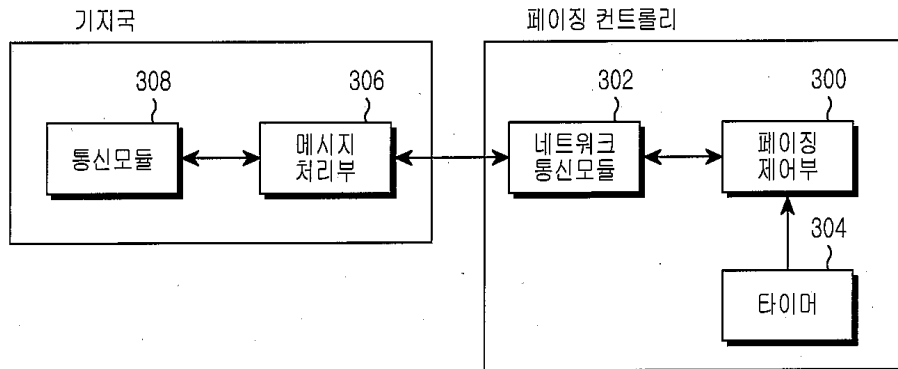 기지국
페이징 컨트롤러
308
306
302
300
통신모듈
메시지
처리부
네트워크
통신모듈
페이징
제어부
304
타이머